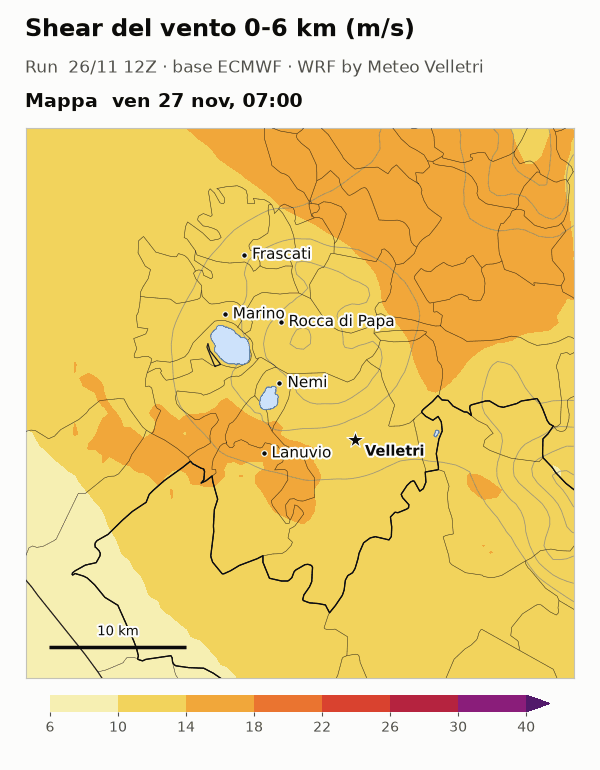 Shear del vento 0-6 km (m/s)
Run  26/11 12Z · base ECMWF · WRF by Meteo Velletri
Mappa  ven 27 nov, 07:00
Frascati
Marino
Rocca di Papa
Nemi
Velletri
Lanuvio
10 km
6 10 14 18 22 26 30 40